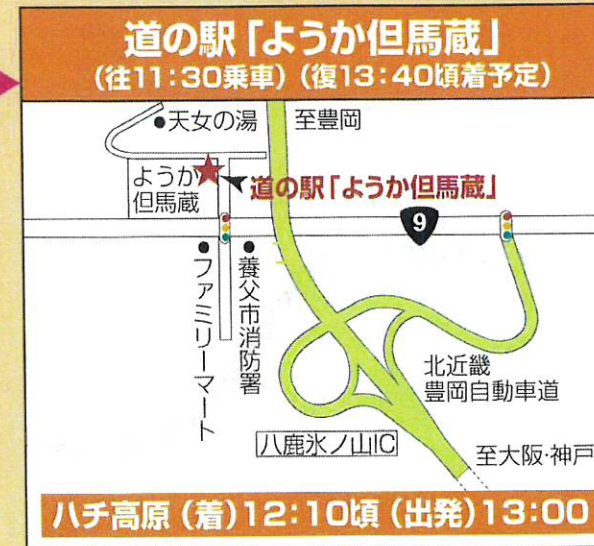 道の駅「ようか但馬蔵」
(往11:30乗車)(復13:40頃着予定)
●天女の湯
至豊岡
ようか
但馬蔵
道の駅「ようか但馬蔵」
9
●ファミリーマート
●養父市消防署
北近畿
豊岡自動車道
八鹿氷ノ山IC
至大阪・神戸
ハチ高原(着)12:10頃(出発)13:00